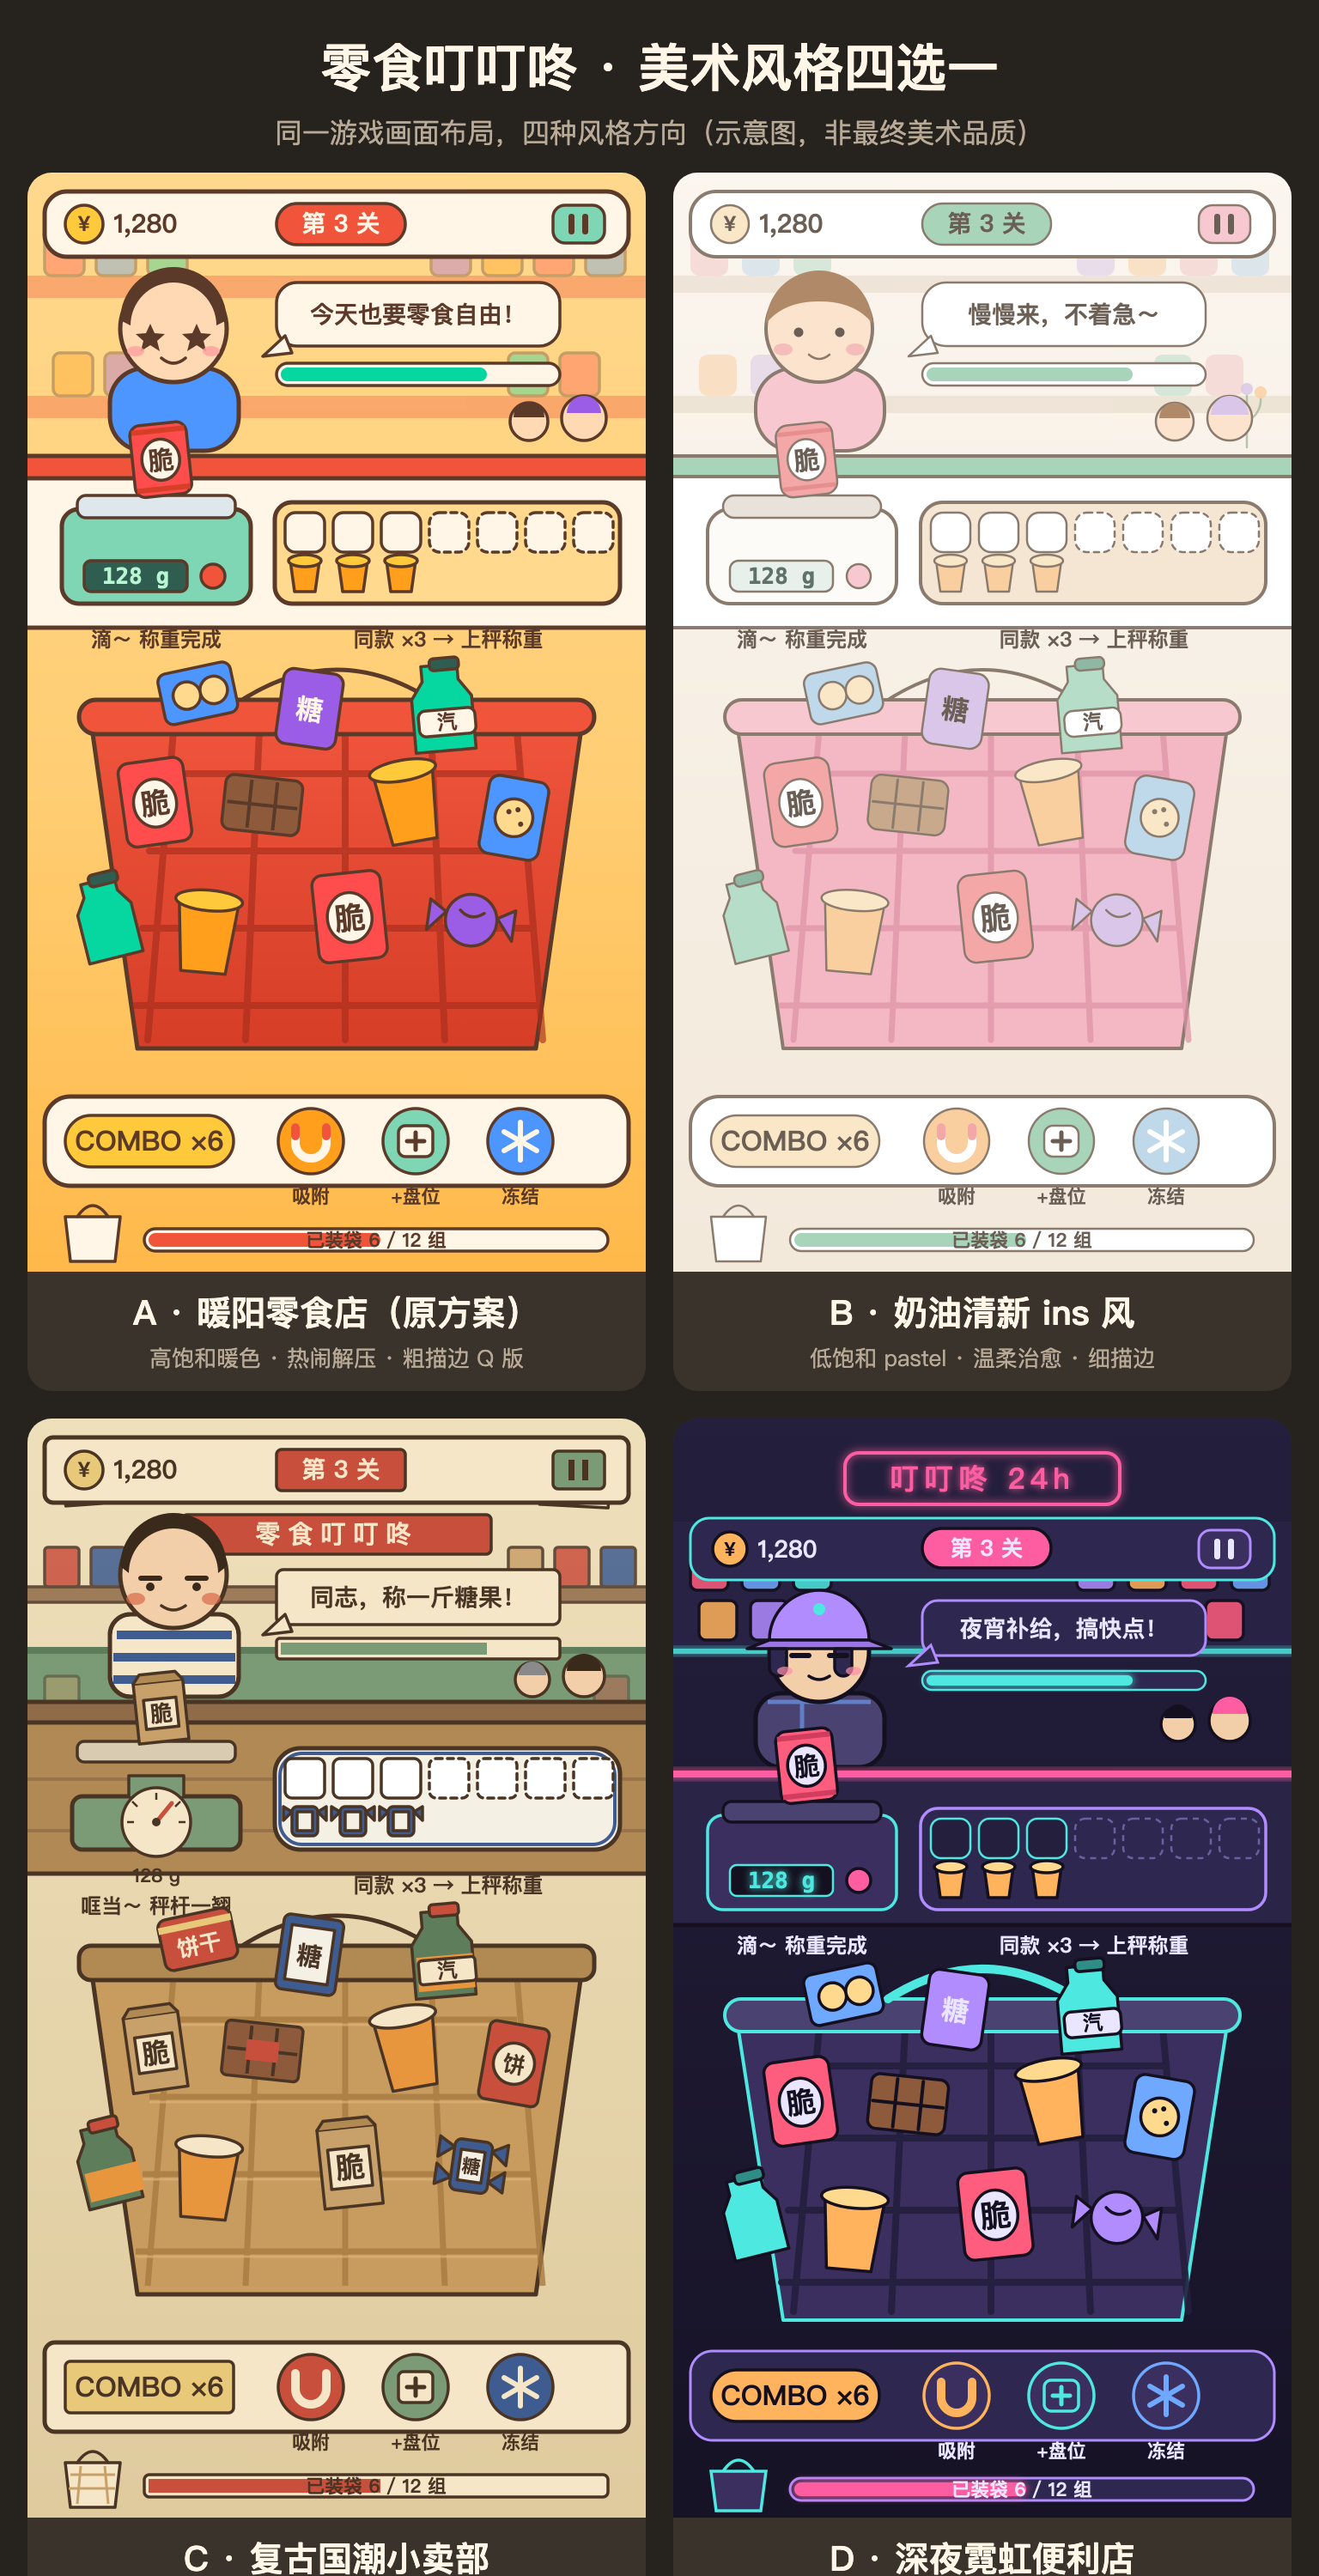 零食叮叮咚 · 美术风格四选一
同一游戏画面布局，四种风格方向（示意图，非最终美术品质）
¥ 1,280 第 3 关
今天也要零食自由！
脆
128 g
滴～ 称重完成 同款 ×3 → 上秤称重
糖 汽
脆
脆
COMBO ×6
吸附 +盘位 冻结
已装袋 6 / 12 组
A · 暖阳零食店（原方案）
高饱和暖色 · 热闹解压 · 粗描边 Q 版
¥ 1,280 第 3 关
慢慢来，不着急～
脆
128 g
滴～ 称重完成 同款 ×3 → 上秤称重
糖 汽
脆
脆
COMBO ×6
吸附 +盘位 冻结
已装袋 6 / 12 组
B · 奶油清新 ins 风
低饱和 pastel · 温柔治愈 · 细描边
¥ 1,280 第 3 关
零食叮叮咚
同志，称一斤糖果！
脆
128 g
哐当～ 秤杆一翘 同款 ×3 → 上秤称重
饼干 糖 汽
脆 饼
脆 糖
COMBO ×6
吸附 +盘位 冻结
已装袋 6 / 12 组
C · 复古国潮小卖部
叮叮咚 24h
¥ 1,280 第 3 关
夜宵补给，搞快点！
脆
128 g
滴～ 称重完成 同款 ×3 → 上秤称重
糖 汽
脆
脆
COMBO ×6
吸附 +盘位 冻结
已装袋 6 / 12 组
D · 深夜霓虹便利店